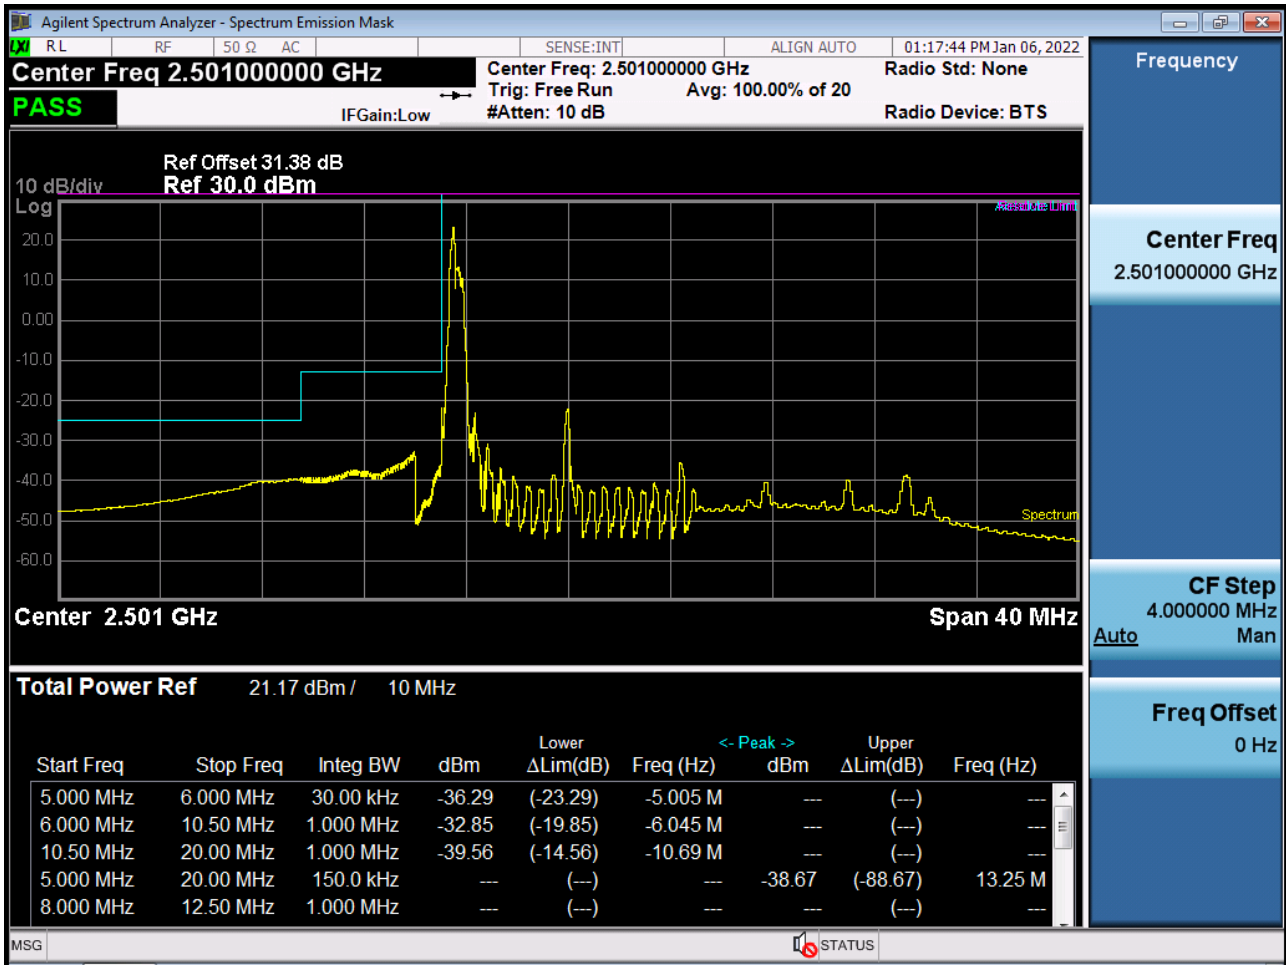 Agilent Spectrum Analyzer - Spectrum Emission Mask
LXI RL RF 50 Ω AC SENSE:INT ALIGN AUTO 01:17:44 PM Jan 06, 2022
Center Freq 2.501000000 GHz
Center Freq: 2.501000000 GHz Radio Std: None
Trig: Free Run Avg: 100.00% of 20
PASS
IFGain:Low
#Atten: 10 dB Radio Device: BTS
Ref Offset 31.38 dB
10 dB/div Ref 30.0 dBm
Log
Absolute Limit
20.0
10.0
0.00
-10.0
-20.0
-30.0
-40.0
-50.0
Spectrum
-60.0
Center 2.501 GHz Span 40 MHz
Total Power Ref 21.17 dBm / 10 MHz
Lower <- Peak -> Upper
Start Freq Stop Freq Integ BW dBm ΔLim(dB) Freq (Hz) dBm ΔLim(dB) Freq (Hz)
5.000 MHz 6.000 MHz 30.00 kHz -36.29 (-23.29) -5.005 M --- (---) ---
6.000 MHz 10.50 MHz 1.000 MHz -32.85 (-19.85) -6.045 M --- (---) ---
10.50 MHz 20.00 MHz 1.000 MHz -39.56 (-14.56) -10.69 M --- (---) ---
5.000 MHz 20.00 MHz 150.0 kHz --- (---) --- -38.67 (-88.67) 13.25 M
8.000 MHz 12.50 MHz 1.000 MHz --- (---) --- --- (---) ---
MSG STATUS
Frequency
Center Freq
2.501000000 GHz
CF Step
4.000000 MHz
Auto Man
Freq Offset
0 Hz